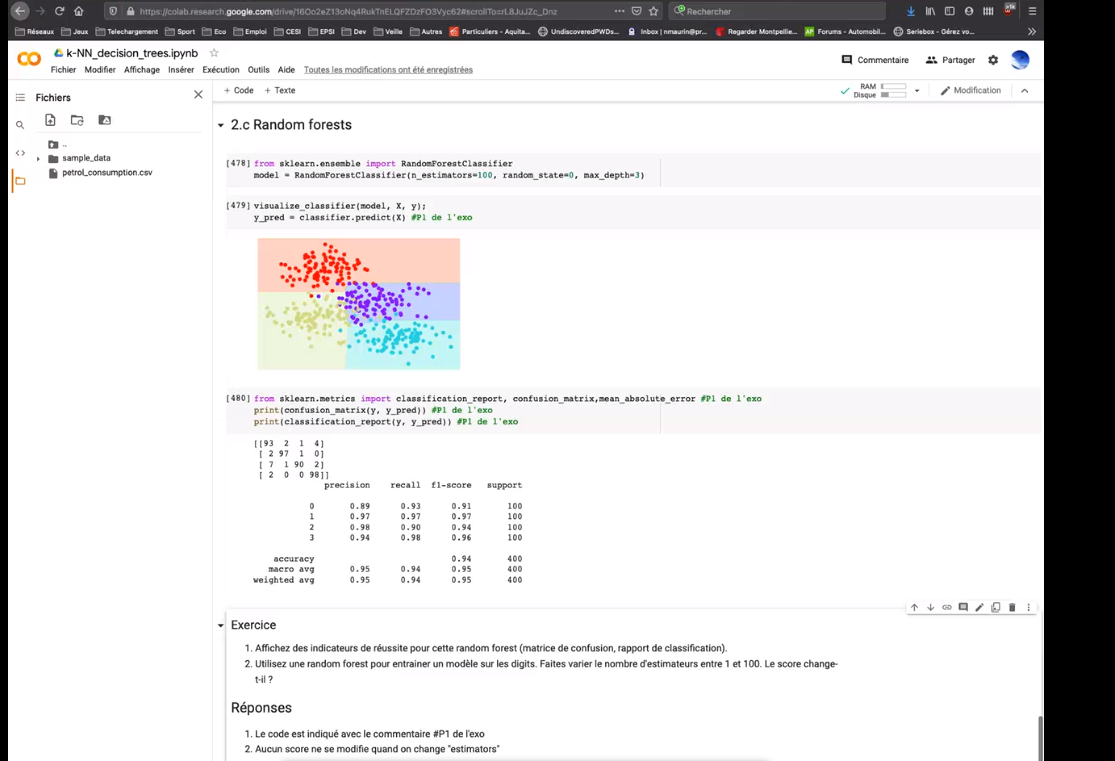 https://colab.research.google.com/drive/16Oo2eZ13oNq4RukTnELQFZDzFO3Vyc62#scrollTo=rL8JuJZc_Dnz
Rechercher
Réseaux Jeux Telechargement Sport Eco Emploi CESI EPSI Dev Veille Autres Particuliers - Aquita... UndiscoveredPWDs... Inbox | nmaurin@pr... Regarder Montpellie... Forums - Automobil... Seriebox - Gérez vo...
k-NN_decision_trees.ipynb
Fichier Modifier Affichage Insérer Exécution Outils Aide Toutes les modifications ont été enregistrées
Commentaire Partager
Fichiers
+ Code + Texte
RAM
Disque
Modification
..
sample_data
petrol_consumption.csv
2.c Random forests
[478] from sklearn.ensemble import RandomForestClassifier
model = RandomForestClassifier(n_estimators=100, random_state=0, max_depth=3)
[479] visualize_classifier(model, X, y);
y_pred = classifier.predict(X) #P1 de l'exo
[480] from sklearn.metrics import classification_report, confusion_matrix,mean_absolute_error #P1 de l'exo
print(confusion_matrix(y, y_pred)) #P1 de l'exo
print(classification_report(y, y_pred)) #P1 de l'exo
[[93 2 1 4]
[ 2 97 1 0]
[ 7 1 90 2]
[ 2 0 0 98]]
precision recall f1-score support
0 0.89 0.93 0.91 100
1 0.97 0.97 0.97 100
2 0.98 0.90 0.94 100
3 0.94 0.98 0.96 100
accuracy 0.94 400
macro avg 0.95 0.94 0.95 400
weighted avg 0.95 0.94 0.95 400
Exercice
1. Affichez des indicateurs de réussite pour cette random forest (matrice de confusion, rapport de classification).
2. Utilisez une random forest pour entrainer un modèle sur les digits. Faites varier le nombre d'estimateurs entre 1 et 100. Le score change-
t-il ?
Réponses
1. Le code est indiqué avec le commentaire #P1 de l'exo
2. Aucun score ne se modifie quand on change "estimators"